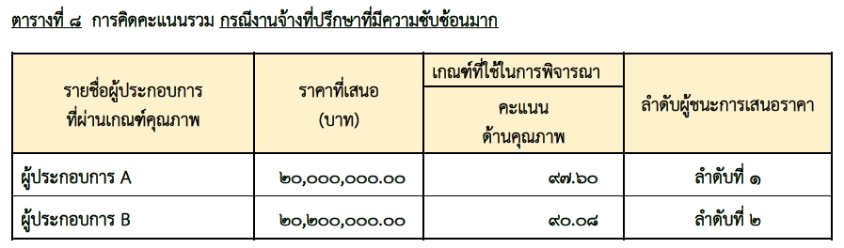 ตารางที่ ๘ การคิดคะแนนรวม กรณีงานจ้างที่ปรึกษาที่มีความซับซ้อนมาก
รายชื่อผู้ประกอบการ
ที่ผ่านเกณฑ์คุณภาพ
ราคาที่เสนอ
(บาท)
เกณฑ์ที่ใช้ในการพิจารณา
คะแนน
ด้านคุณภาพ
ลำดับผู้ชนะการเสนอราคา
ผู้ประกอบการ A ๒๐,๐๐๐,๐๐๐.๐๐ ๙๗.๖๐ ลำดับที่ ๑
ผู้ประกอบการ B ๒๐,๒๐๐,๐๐๐.๐๐ ๙๐.๐๘ ลำดับที่ ๒